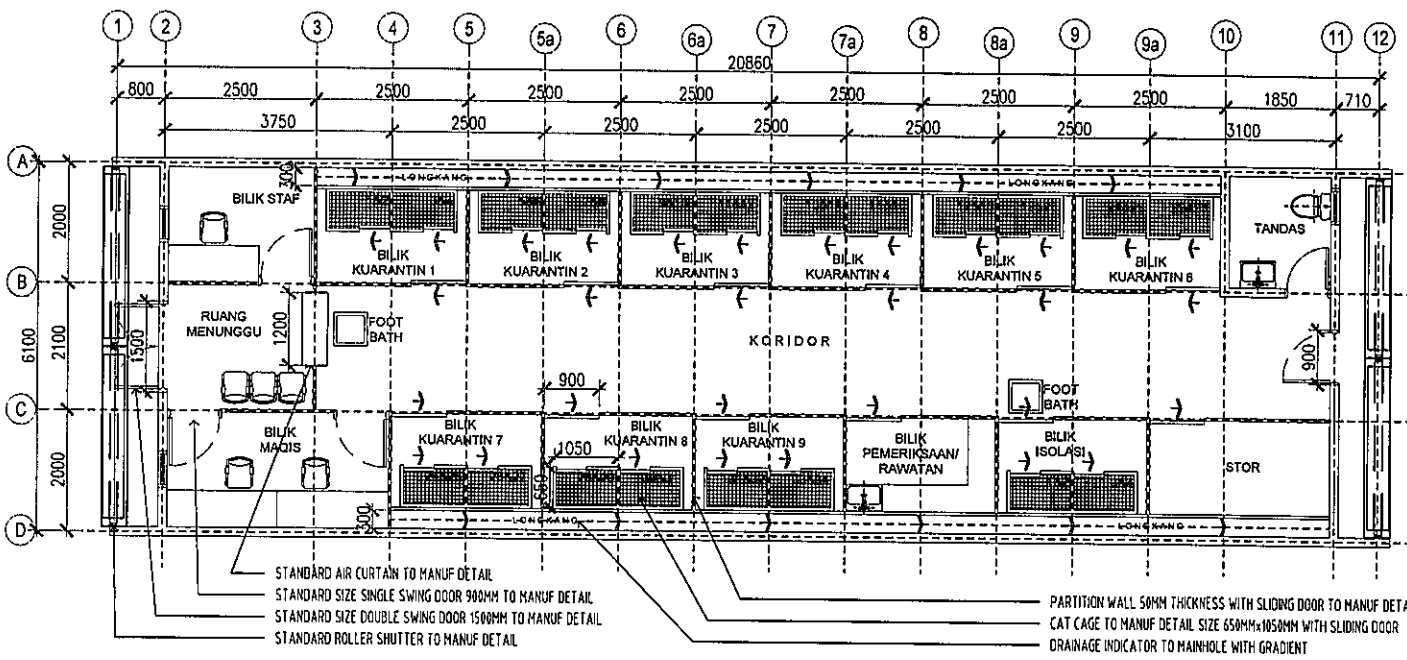 1 2 3 4 5 5a 6 6a 7 7a 8 8a 9 9a 10 11 12
20860
800 2500 2500 2500 2500 2500 2500 2500 1850 710
3750 2500 2500 2500 2500 2500 3100
A
B
C
D
6100
2000
2100
2000
300
LONGKANG
LONGKANG
BILIK STAF
BILIK
KUARANTIN 1
BILIK
KUARANTIN 2
BILIK
KUARANTIN 3
BILIK
KUARANTIN 4
BILIK
KUARANTIN 5
BILIK
KUARANTIN 6
TANDAS
RUANG
MENUNGGU
1500
1200
FOOT
BATH
KORIDOR
900
900
FOOT
BATH
BILIK
MAQIS
BILIK
KUARANTIN 7
BILIK
KUARANTIN 8
BILIK
KUARANTIN 9
BILIK
PEMERIKSAAN/
RAWATAN
BILIK
ISOLASI
STOR
1050
650
300
LONGKANG
LONGKANG
STANDARD AIR CURTAIN TO MANUF DETAIL
STANDARD SIZE SINGLE SWING DOOR 900MM TO MANUF DETAIL
STANDARD SIZE DOUBLE SWING DOOR 1500MM TO MANUF DETAIL
STANDARD ROLLER SHUTTER TO MANUF DETAIL
PARTITION WALL 50MM THICKNESS WITH SLIDING DOOR TO MANUF DETA
CAT CAGE TO MANUF DETAIL SIZE 650MMx1050MM WITH SLIDING DOOR
DRAINAGE INDICATOR TO MAINHOLE WITH GRADIENT